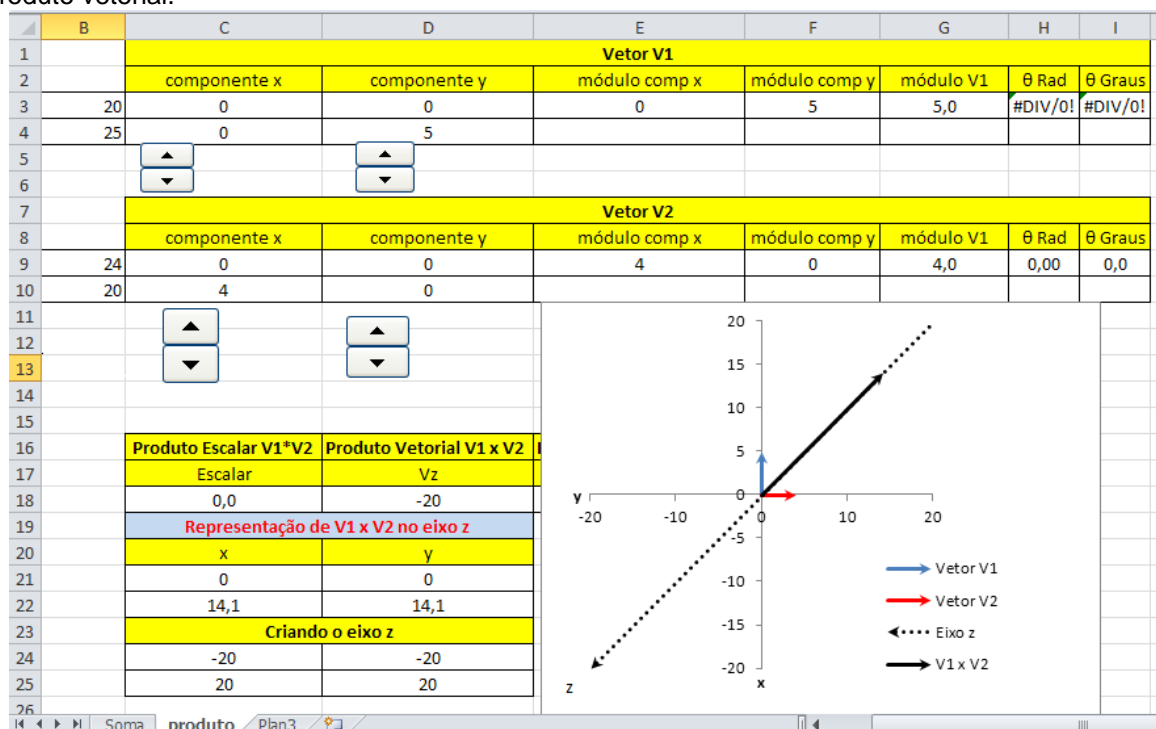 roduto vetorial.
B C D E F G H I
1 Vetor V1
2 componente x componente y módulo comp x módulo comp y módulo V1 θ Rad θ Graus
3 20 0 0 0 5 5,0 #DIV/0! #DIV/0!
4 25 0 5
5
6
7 Vetor V2
8 componente x componente y módulo comp x módulo comp y módulo V1 θ Rad θ Graus
9 24 0 0 4 0 4,0 0,00 0,0
10 20 4 0
11
12
13
14
15
16 Produto Escalar V1*V2 Produto Vetorial V1 x V2
17 Escalar Vz
18 0,0 -20
19 Representação de V1 x V2 no eixo z
20 x y
21 0 0
22 14,1 14,1
23 Criando o eixo z
24 -20 -20
25 20 20
26
20
15
10
5
y 0
-20 -10 0 10 20
-5
-10
-15
-20
z x
Vetor V1
Vetor V2
Eixo z
V1 x V2
Soma produto Plan3